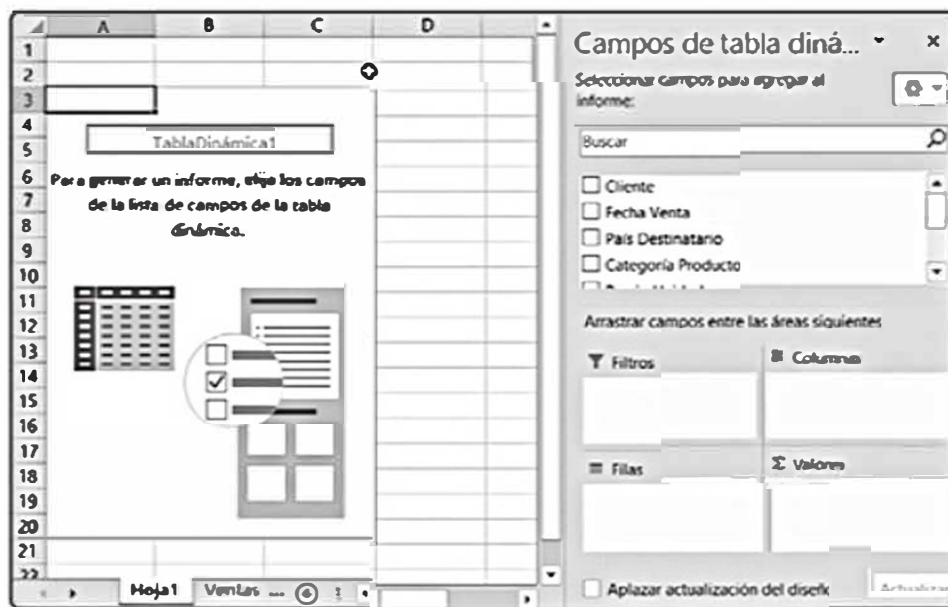 A B C D
1
2
3
4
5
6
7
8
9
10
11
12
13
14
15
16
17
18
19
20
21
22
TablaDinámica1
Para generar un informe, elija los campos
de la lista de campos de la tabla
dinámica.
Hoja1 Ventas ...
Campos de tabla diná...
Seleccionar campos para agregar al
informe:
Buscar
Cliente
Fecha Venta
País Destinatario
Categoría Producto
Arrastrar campos entre las áreas siguientes
Filtros
Columnas
Filas
Σ Valores
Aplazar actualización del diseño
Actualizar